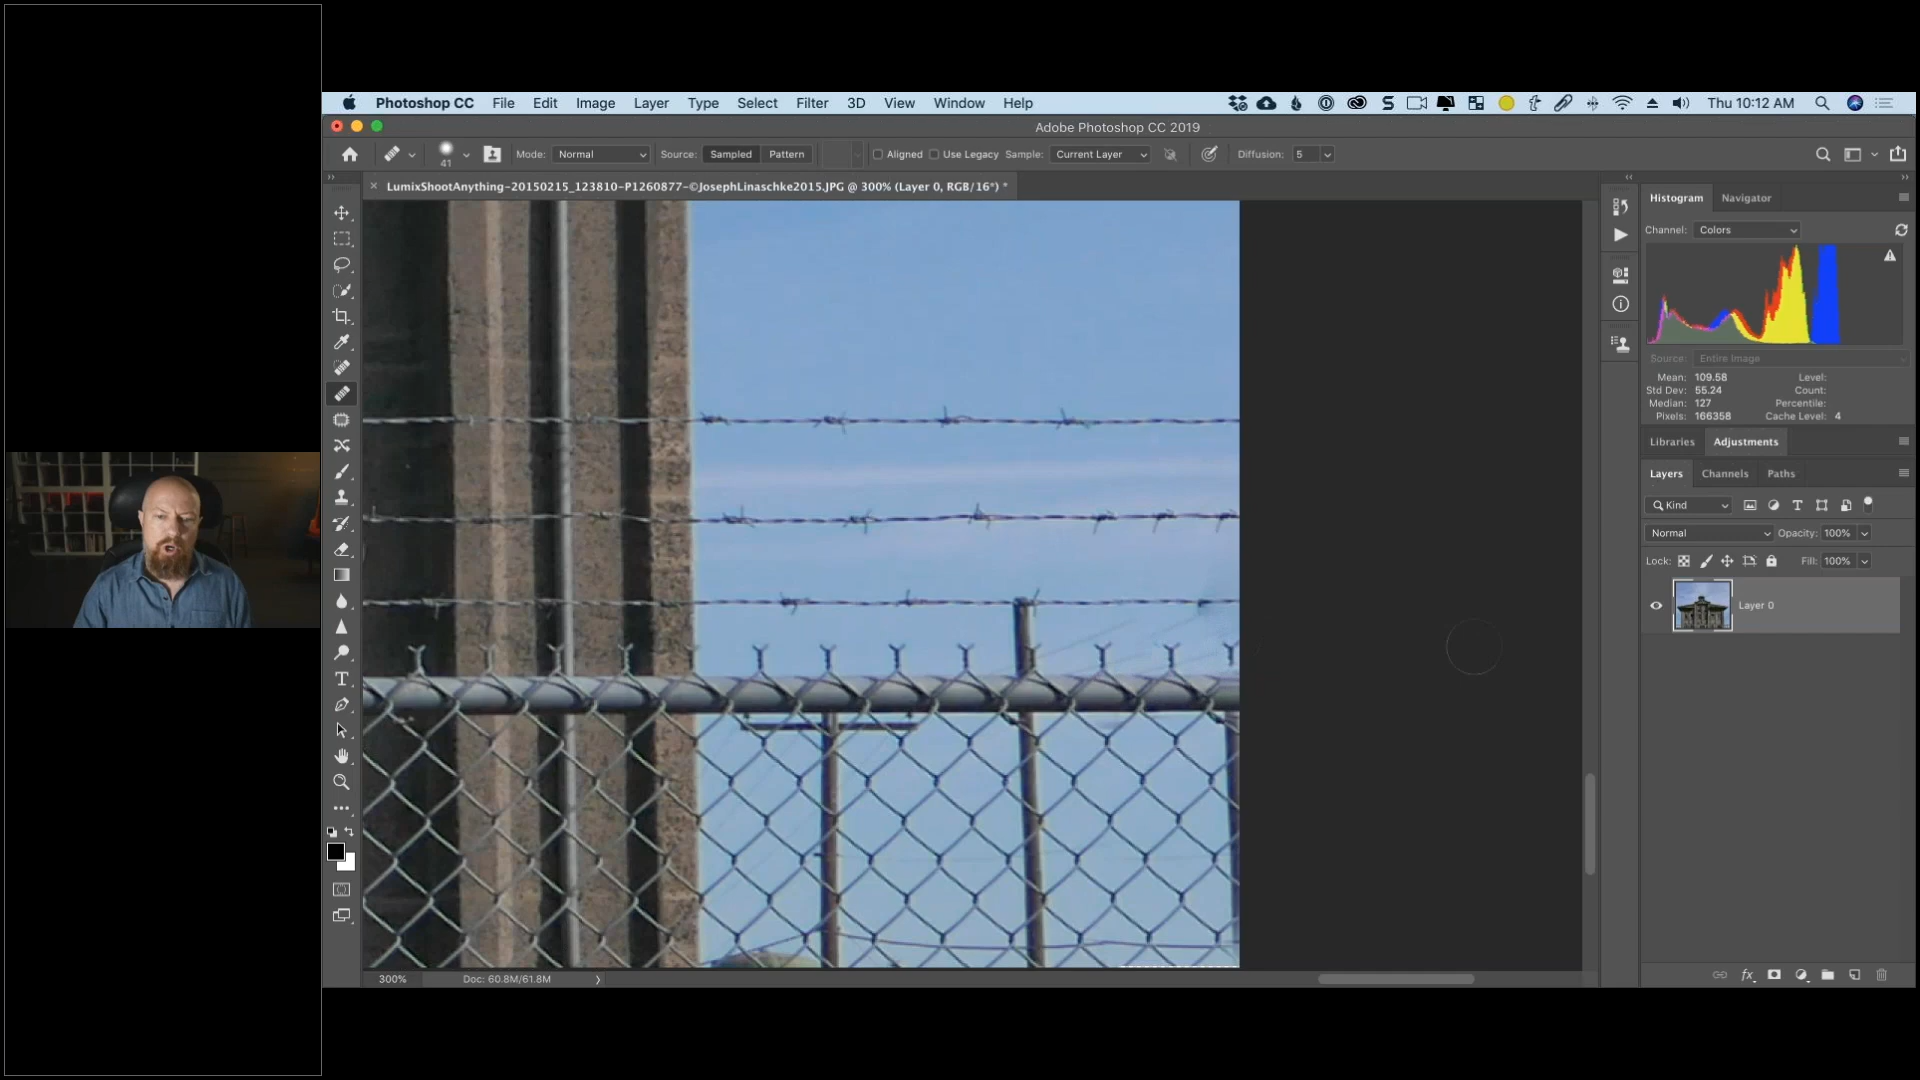 Photoshop CC File Edit Image Layer Type Select Filter 3D View Window Help Thu 10:12 AM
Adobe Photoshop CC 2019
41 Mode: Normal Source: Sampled Pattern Aligned Use Legacy Sample: Current Layer Diffusion: 5
LumixShootAnything-20150215_123810-P1260877-©JosephLinaschke2015.JPG @ 300% (Layer 0, RGB/16*) *
Histogram Navigator
Channel: Colors
Source: Entire Image
Mean: 109.58 Level:
Std Dev: 55.24 Count:
Median: 127 Percentile:
Pixels: 166358 Cache Level: 4
Libraries Adjustments
Layers Channels Paths
Kind
Normal Opacity: 100%
Lock: Fill: 100%
Layer 0
300% Doc: 60.8M/61.8M